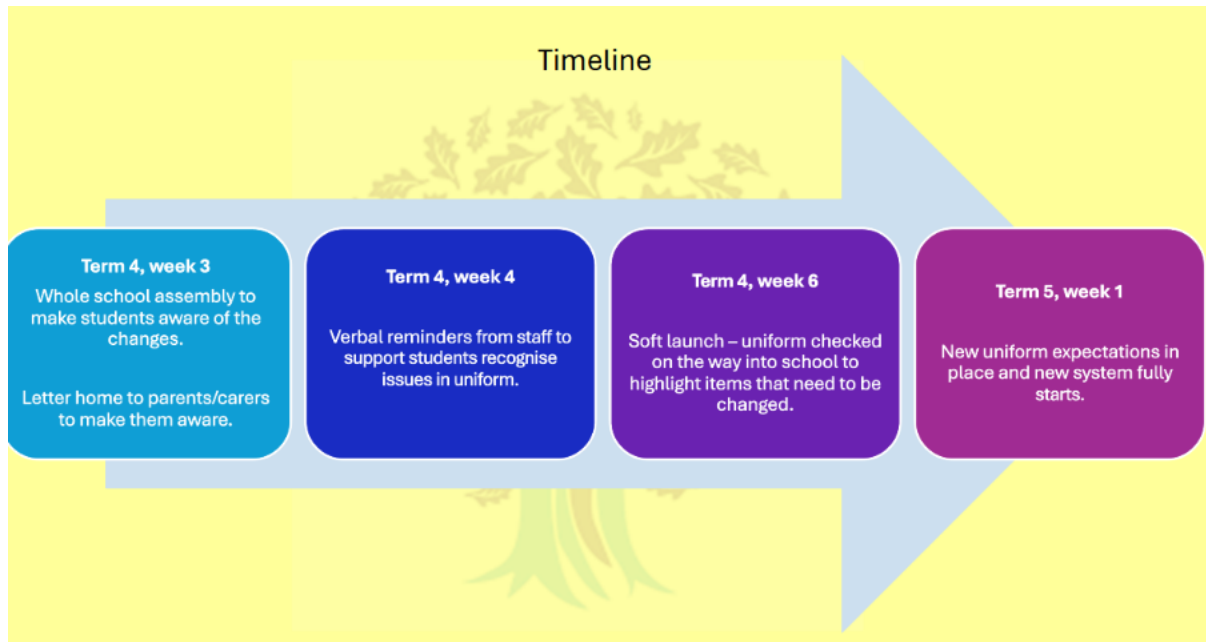 Timeline
Term 4, week 3
Whole school assembly to
make students aware of the
changes.
Letter home to parents/carers
to make them aware.
Term 4, week 4
Verbal reminders from staff to
support students recognise
issues in uniform.
Term 4, week 6
Soft launch – uniform checked
on the way into school to
highlight items that need to be
changed.
Term 5, week 1
New uniform expectations in
place and new system fully
starts.